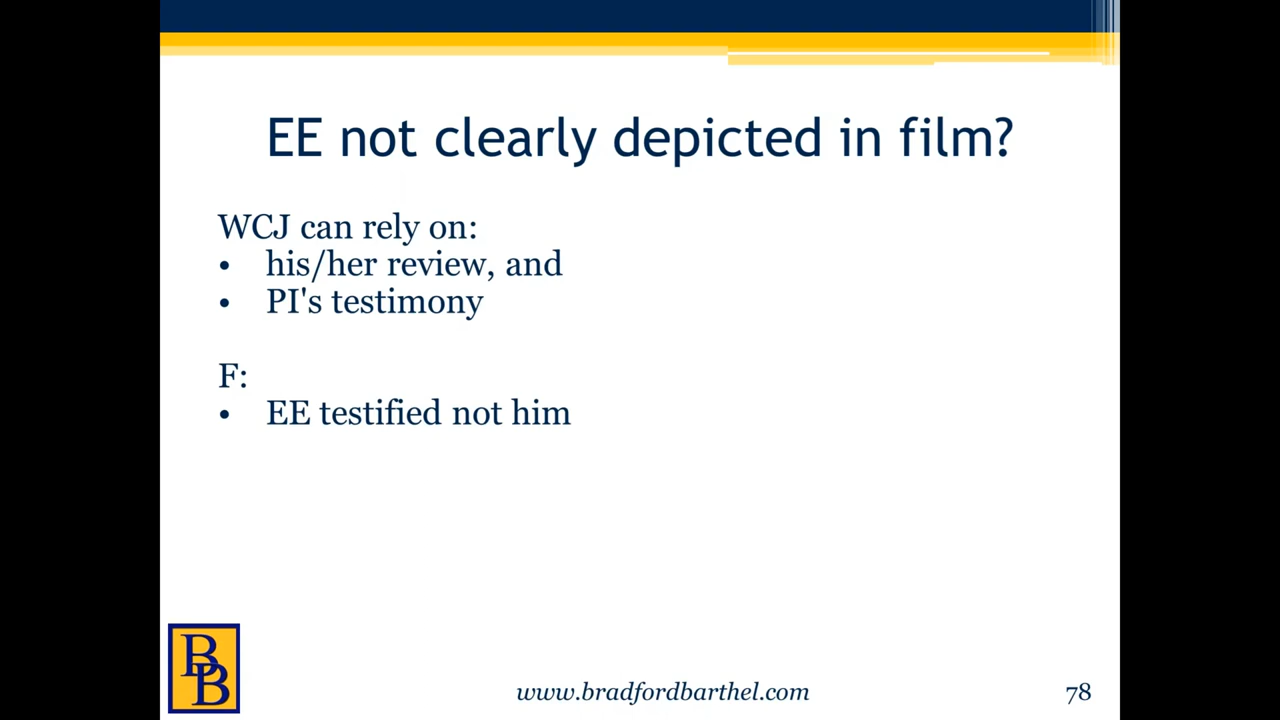 EE not clearly depicted in film?
WCJ can rely on:
• his/her review, and
• PI's testimony
F:
• EE testified not him
BB
www.bradfordbarthel.com
78